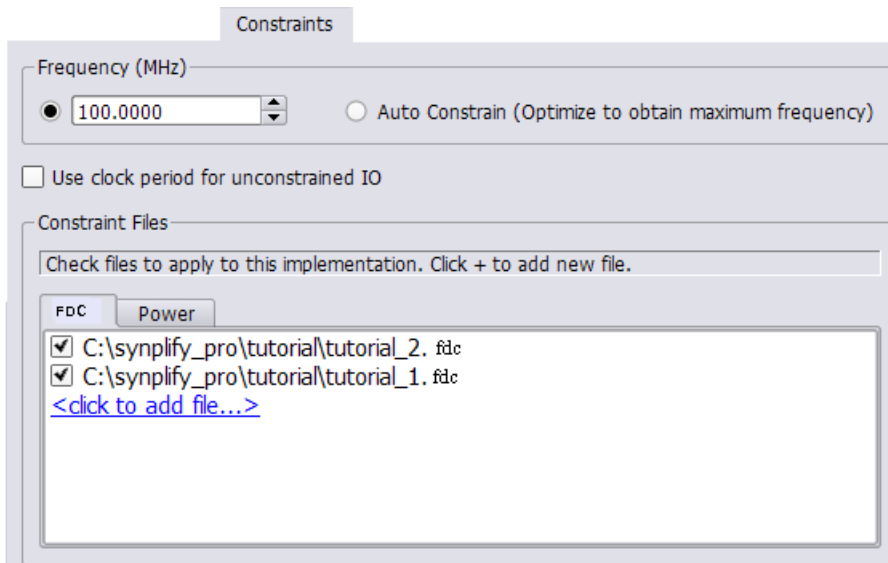 Constraints
Frequency (MHz)
100.0000 Auto Constrain (Optimize to obtain maximum frequency)
Use clock period for unconstrained IO
Constraint Files
Check files to apply to this implementation. Click + to add new file.
FDC Power
C:\synplify_pro\tutorial\tutorial_2. fdc
C:\synplify_pro\tutorial\tutorial_1. fdc
<click to add file...>